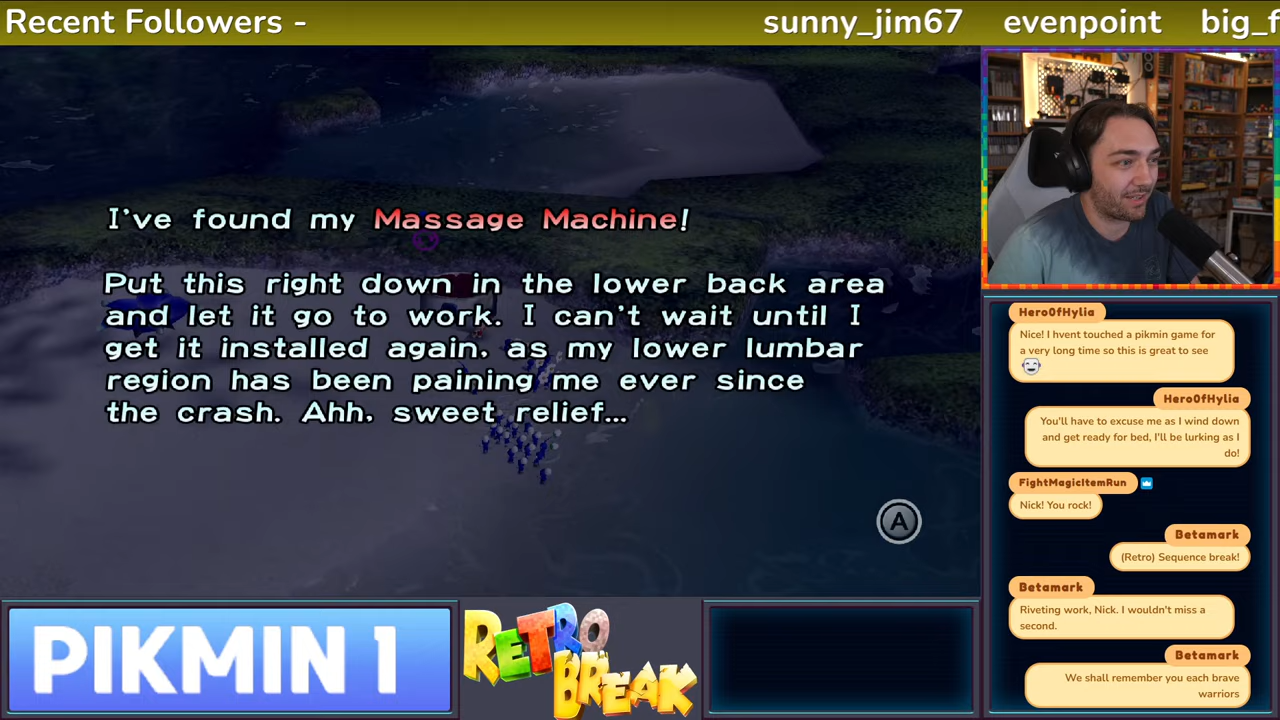 Recent Followers -
sunny_jim67 evenpoint big_f
I've found my Massage Machine!
Put this right down in the lower back area
and let it go to work. I can't wait until I
get it installed again, as my lower lumbar
region has been paining me ever since
the crash. Ahh, sweet relief...
A
HeroOfHylia
Nice! I hvent touched a pikmin game for
a very long time so this is great to see
HeroOfHylia
You'll have to excuse me as I wind down
and get ready for bed, I'll be lurking as I
do!
FightMagicItemRun
Nick! You rock!
Betamark
(Retro) Sequence break!
Betamark
Riveting work, Nick. I wouldn't miss a
second.
Betamark
We shall remember you each brave
warriors
PIKMIN 1
RETRO
BREAK